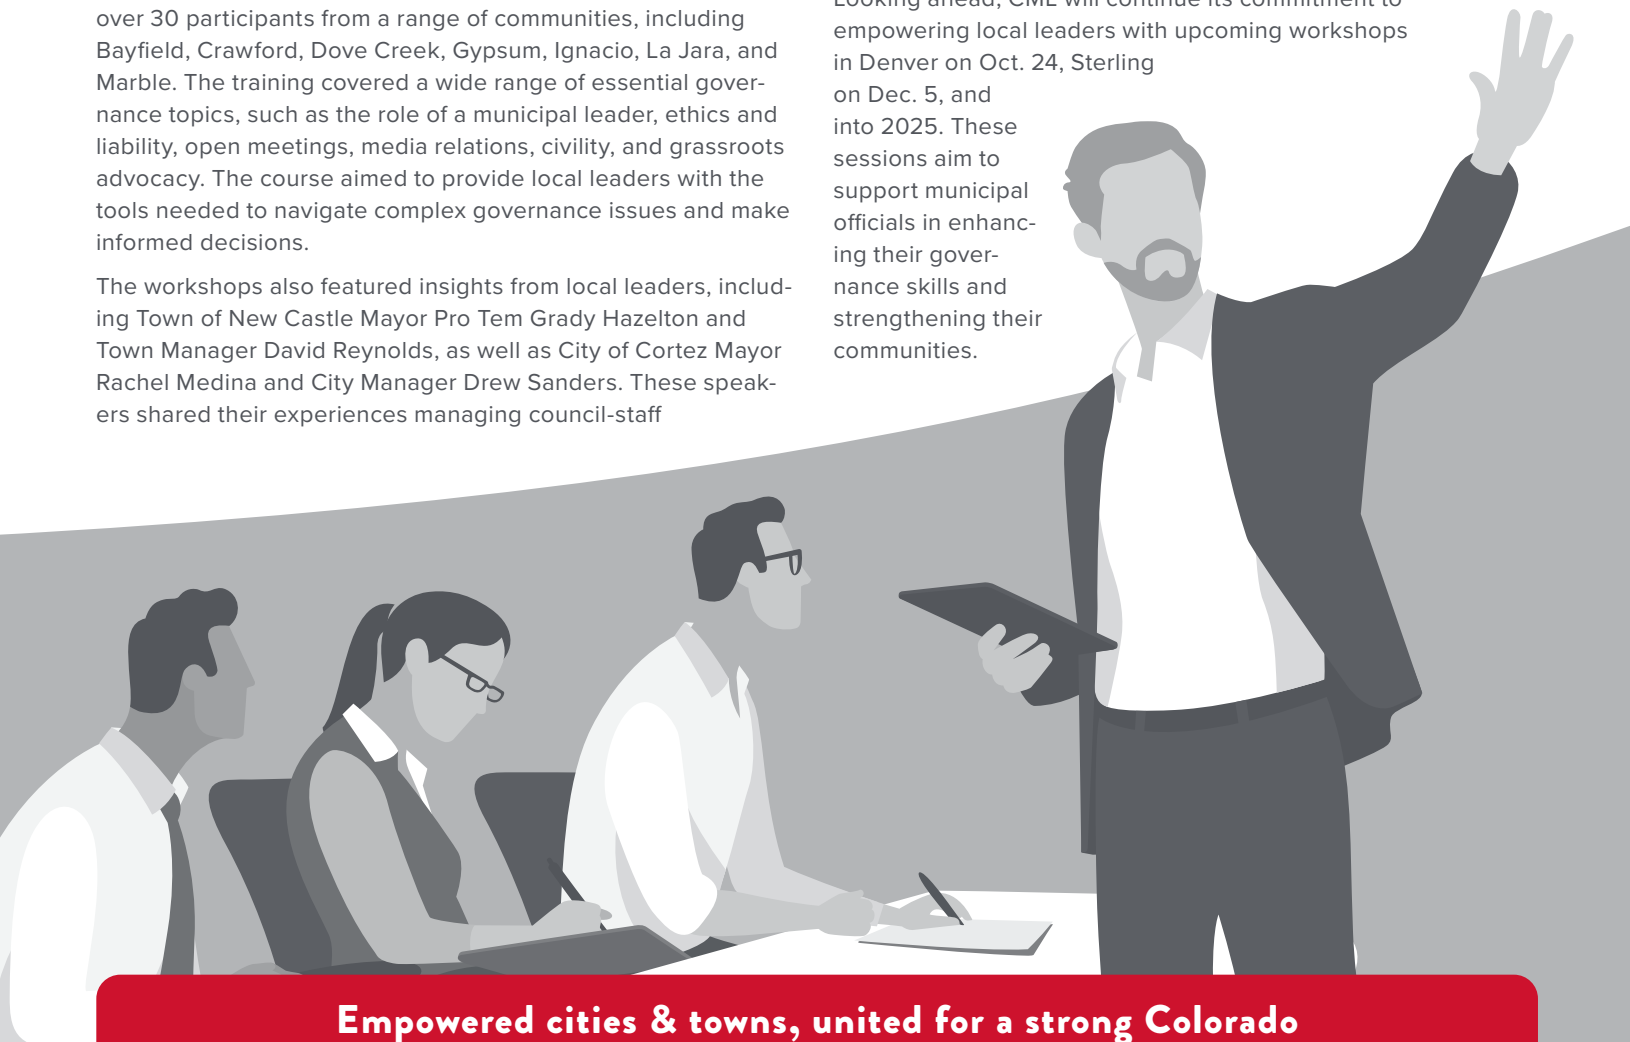 over 30 participants from a range of communities, including
Bayfield, Crawford, Dove Creek, Gypsum, Ignacio, La Jara, and
Marble. The training covered a wide range of essential gover-
nance topics, such as the role of a municipal leader, ethics and
liability, open meetings, media relations, civility, and grassroots
advocacy. The course aimed to provide local leaders with the
tools needed to navigate complex governance issues and make
informed decisions.
The workshops also featured insights from local leaders, includ-
ing Town of New Castle Mayor Pro Tem Grady Hazelton and
Town Manager David Reynolds, as well as City of Cortez Mayor
Rachel Medina and City Manager Drew Sanders. These speak-
ers shared their experiences managing council-staff
Looking ahead, CML will continue its commitment to
empowering local leaders with upcoming workshops
in Denver on Oct. 24, Sterling
on Dec. 5, and
into 2025. These
sessions aim to
support municipal
officials in enhanc-
ing their gover-
nance skills and
strengthening their
communities.
Empowered cities & towns, united for a strong Colorado